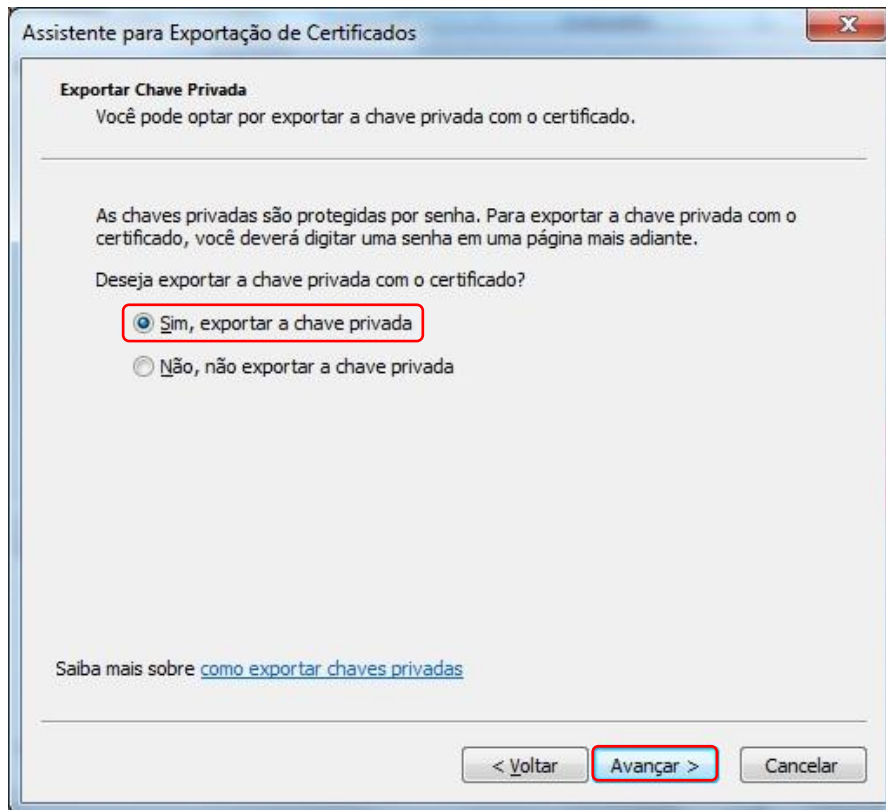 Assistente para Exportação de Certificados
Exportar Chave Privada
Você pode optar por exportar a chave privada com o certificado.
As chaves privadas são protegidas por senha. Para exportar a chave privada com o
certificado, você deverá digitar uma senha em uma página mais adiante.
Deseja exportar a chave privada com o certificado?
Sim, exportar a chave privada
Não, não exportar a chave privada
Saiba mais sobre como exportar chaves privadas
< Voltar
Avançar >
Cancelar